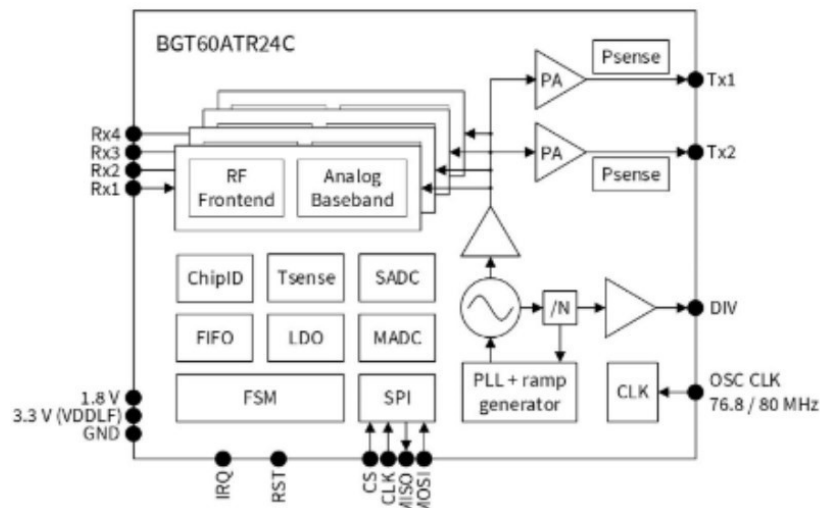 BGT60ATR24C
Psense
PA
Tx1
Rx4
Rx3
Rx2
Rx1
RF
Frontend
Analog
Baseband
PA
Tx2
Psense
ChipID
Tsense
SADC
/N
DIV
FIFO
LDO
MADC
1.8 V
3.3 V (VDDLF)
GND
FSM
SPI
PLL + ramp
generator
CLK
OSC CLK
76.8 / 80 MHz
IRQ
RST
CS
CLK
MISO
MOSI